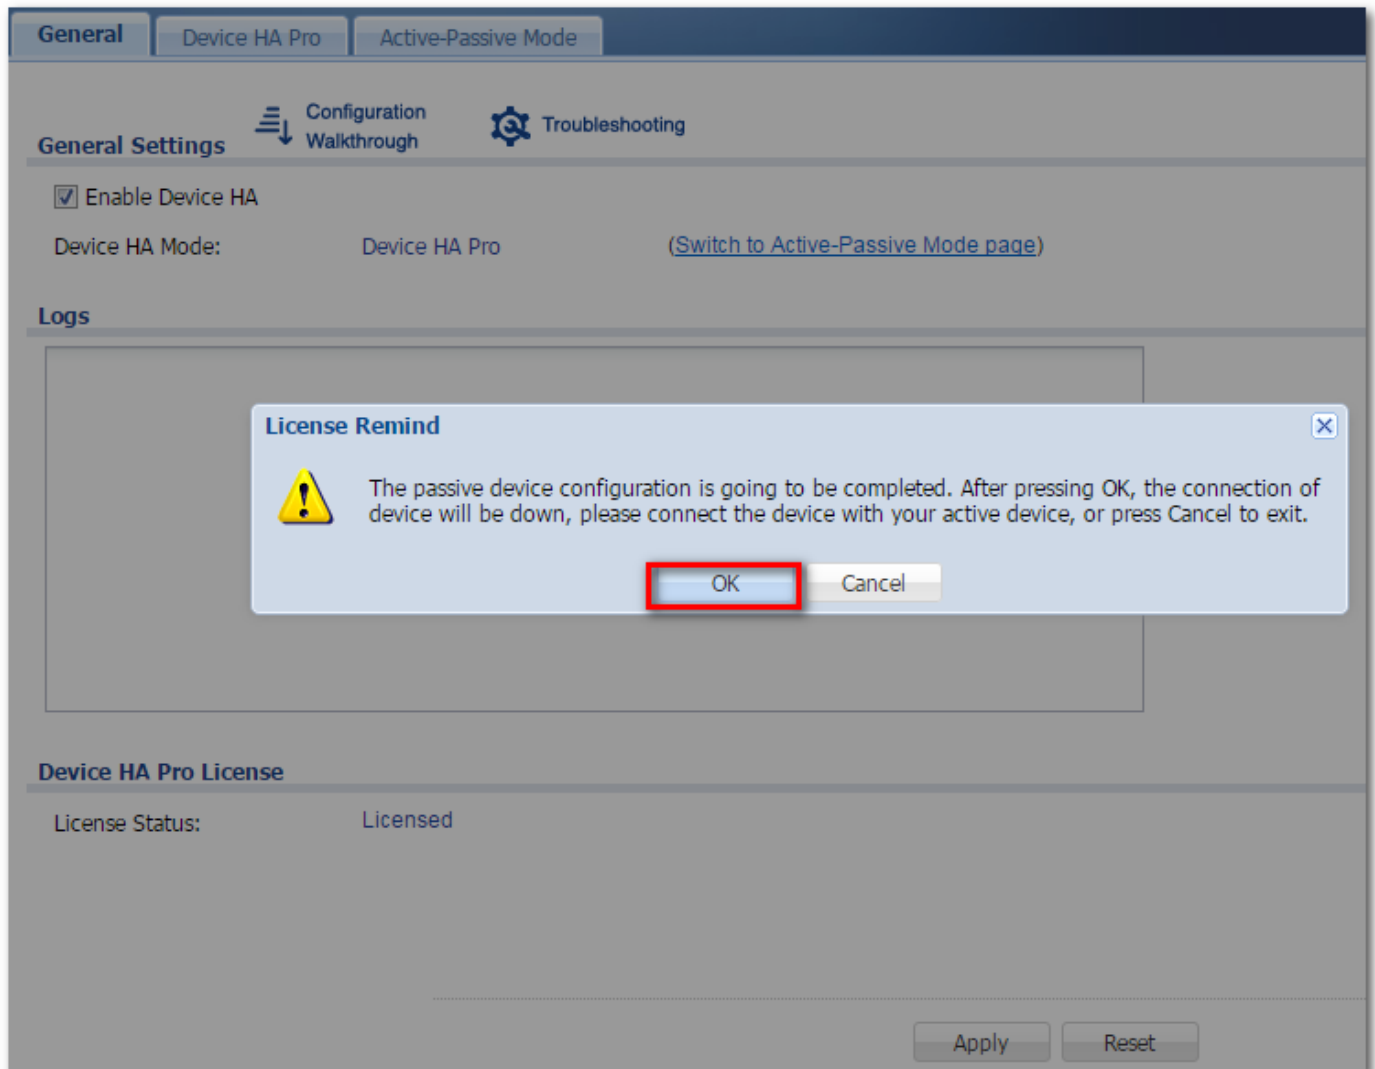 General Device HA Pro Active-Passive Mode
General Settings Configuration Walkthrough Troubleshooting
Enable Device HA
Device HA Mode: Device HA Pro (Switch to Active-Passive Mode page)
Logs
License Remind
The passive device configuration is going to be completed. After pressing OK, the connection of
device will be down, please connect the device with your active device, or press Cancel to exit.
OK Cancel
Device HA Pro License
License Status: Licensed
Apply Reset